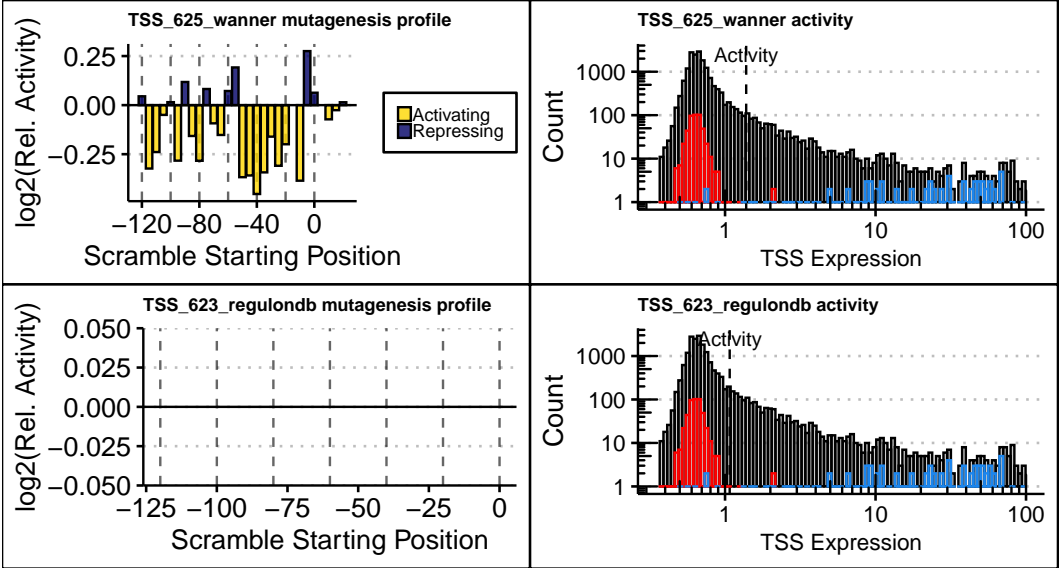 TSS_625_wanner mutagenesis profile
log2(Rel. Activity)
0.25
0.00
−0.25
−120 −80 −40 0
Scramble Starting Position
Activating
Repressing
TSS_625_wanner activity
Activity
Count
1000
100
10
1
1 10 100
TSS Expression
TSS_623_regulondb mutagenesis profile
log2(Rel. Activity)
0.050
0.025
0.000
−0.025
−0.050
−125 −100 −75 −50 −25 0
Scramble Starting Position
TSS_623_regulondb activity
Activity
Count
1000
100
10
1
1 10 100
TSS Expression